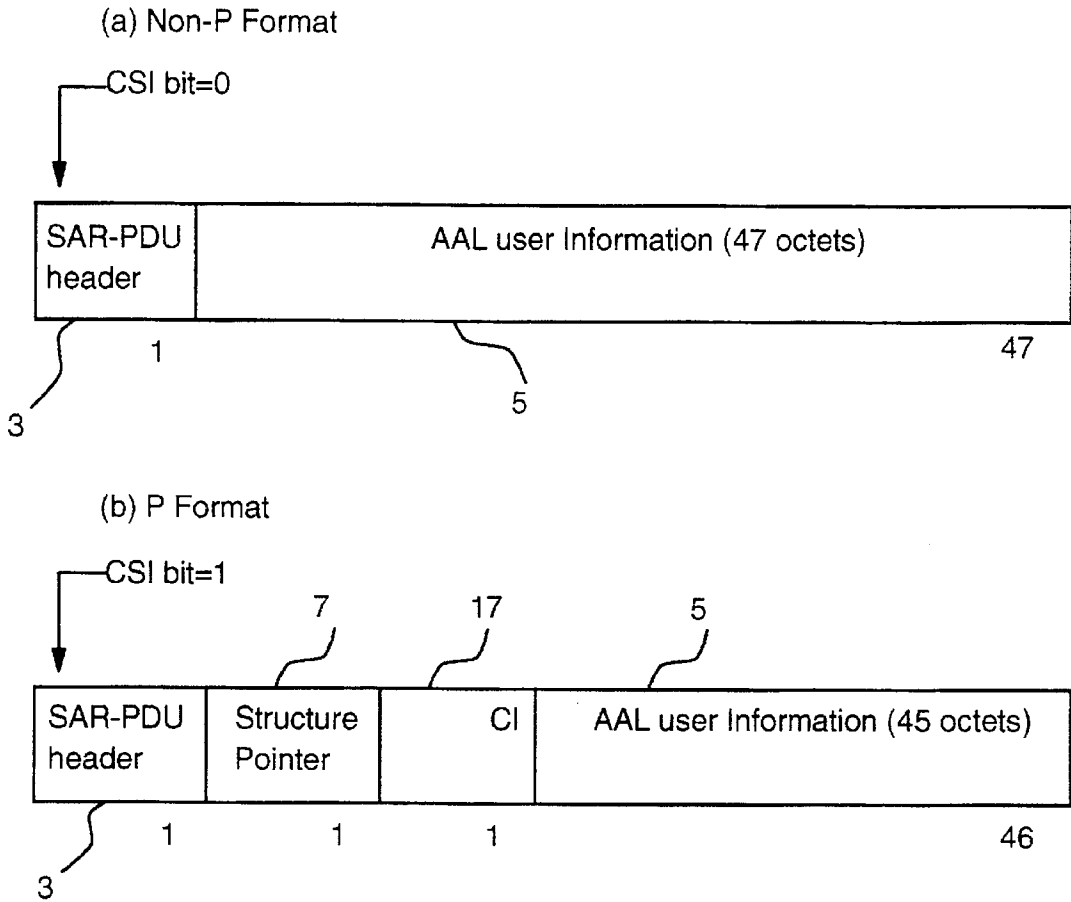 (a) Non-P Format
CSI bit=0
SAR-PDU
header
AAL user Information (47 octets)
1
47
3
5
(b) P Format
CSI bit=1
7
17
5
SAR-PDU
header
Structure
Pointer
CI
AAL user Information (45 octets)
1
1
1
46
3